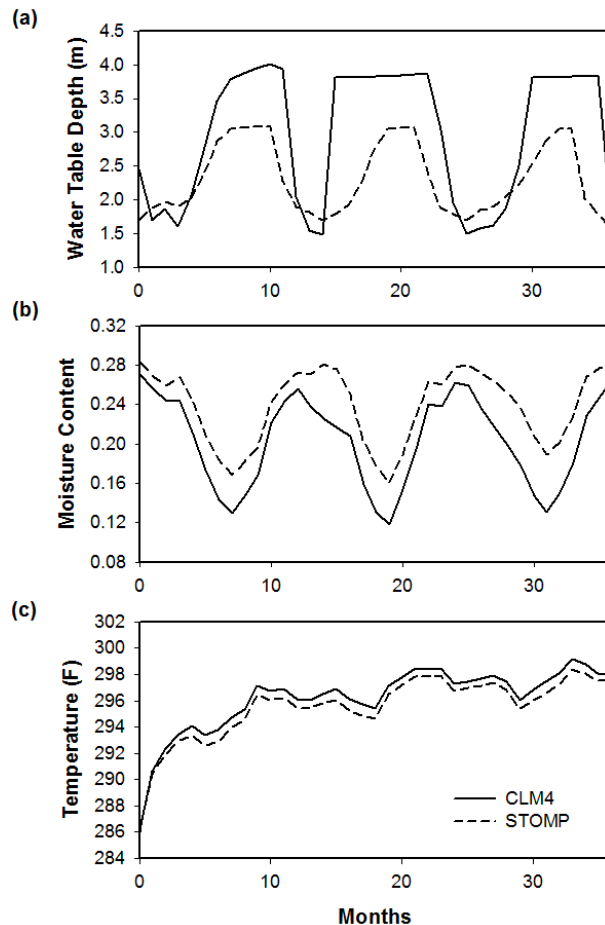 (a)
Water Table Depth (m)
4.5
4.0
3.5
3.0
2.5
2.0
1.5
1.0
0 10 20 30
(b)
Moisture Content
0.32
0.28
0.24
0.20
0.16
0.12
0.08
0 10 20 30
(c)
Temperature (F)
302
300
298
296
294
292
290
288
286
284
CLM4
STOMP
0 10 20 30
Months